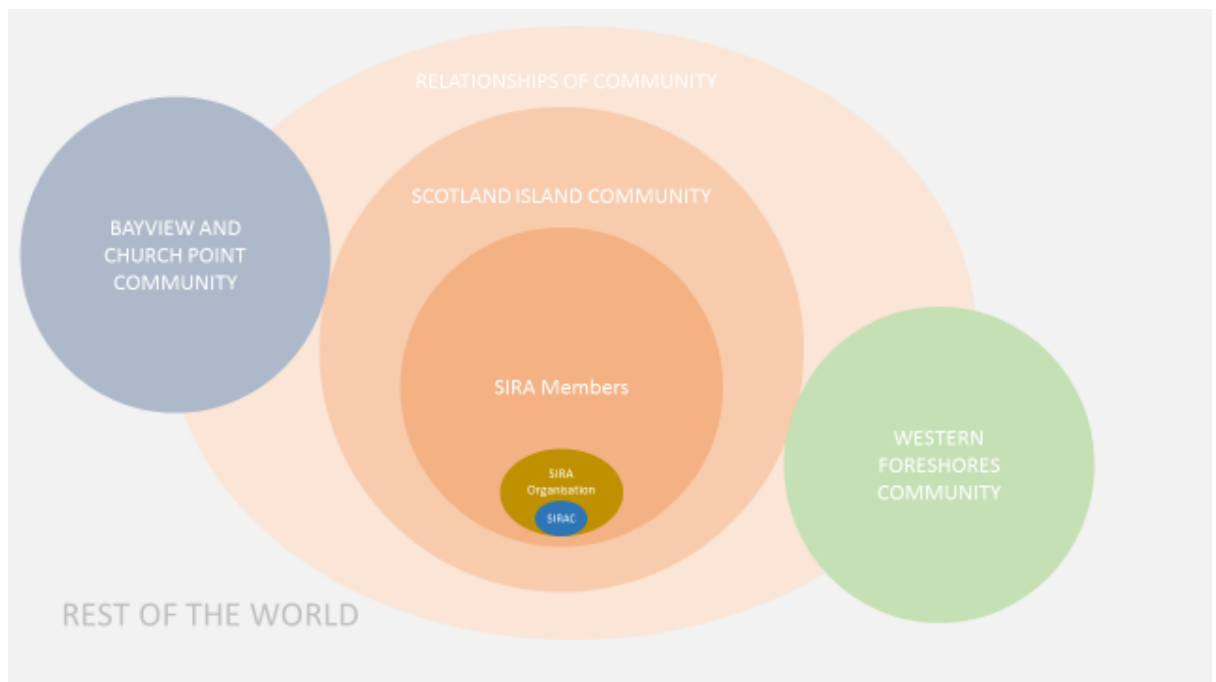 RELATIONSHIPS OF COMMUNITY
SCOTLAND ISLAND COMMUNITY
BAYVIEW AND
CHURCH POINT
COMMUNITY
SIRA Members
WESTERN
FORESHORES
COMMUNITY
SIRA
Organisation
SIRAC
REST OF THE WORLD